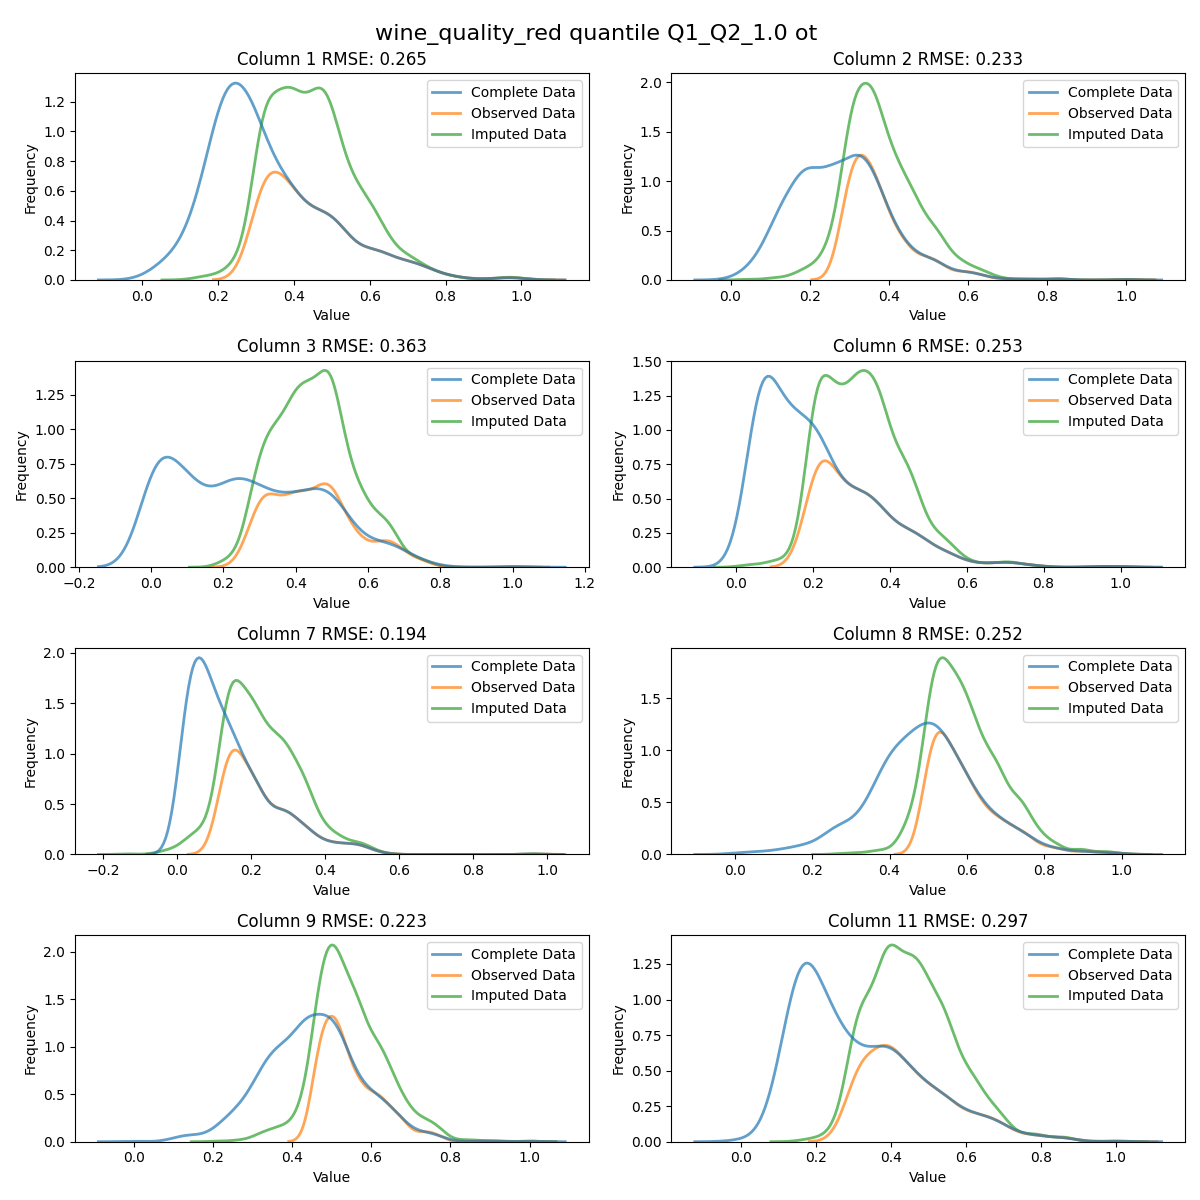 wine_quality_red quantile Q1_Q2_1.0 ot
Column 1 RMSE: 0.265
Frequency
1.2
1.0
0.8
0.6
0.4
0.2
0.0
0.0 0.2 0.4 0.6 0.8 1.0
Value
Complete Data
Observed Data
Imputed Data
Column 2 RMSE: 0.233
Frequency
2.0
1.5
1.0
0.5
0.0
0.0 0.2 0.4 0.6 0.8 1.0
Value
Complete Data
Observed Data
Imputed Data
Column 3 RMSE: 0.363
Frequency
1.25
1.00
0.75
0.50
0.25
0.00
−0.2 0.0 0.2 0.4 0.6 0.8 1.0 1.2
Value
Complete Data
Observed Data
Imputed Data
Column 6 RMSE: 0.253
Frequency
1.50
1.25
1.00
0.75
0.50
0.25
0.00
0.0 0.2 0.4 0.6 0.8 1.0
Value
Complete Data
Observed Data
Imputed Data
Column 7 RMSE: 0.194
Frequency
2.0
1.5
1.0
0.5
0.0
−0.2 0.0 0.2 0.4 0.6 0.8 1.0
Value
Complete Data
Observed Data
Imputed Data
Column 8 RMSE: 0.252
Frequency
1.5
1.0
0.5
0.0
0.0 0.2 0.4 0.6 0.8 1.0
Value
Complete Data
Observed Data
Imputed Data
Column 9 RMSE: 0.223
Frequency
2.0
1.5
1.0
0.5
0.0
0.0 0.2 0.4 0.6 0.8 1.0
Value
Complete Data
Observed Data
Imputed Data
Column 11 RMSE: 0.297
Frequency
1.25
1.00
0.75
0.50
0.25
0.00
0.0 0.2 0.4 0.6 0.8 1.0
Value
Complete Data
Observed Data
Imputed Data